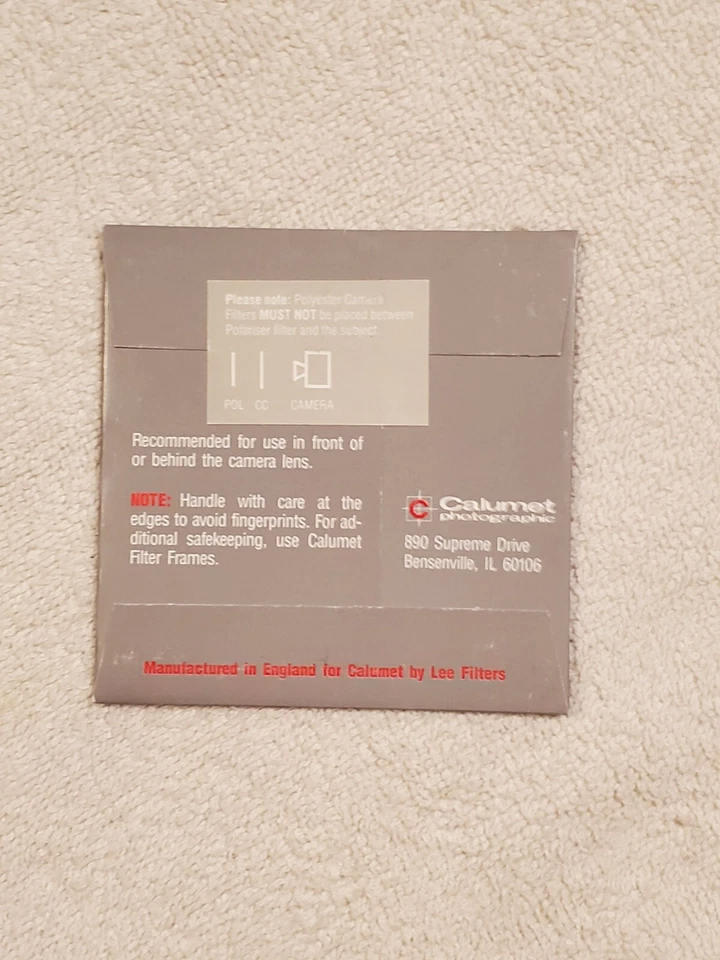 Please note: Polyester Camera
Filters MUST NOT be placed between
Polariser filter and the subject
POL CC CAMERA
Recommended for use in front of
or behind the camera lens.
NOTE: Handle with care at the
edges to avoid fingerprints. For ad-
ditional safekeeping, use Calumet
Filter Frames.
C Calumet
photographic
890 Supreme Drive
Bensenville, IL 60106
Manufactured in England for Calumet by Lee Filters